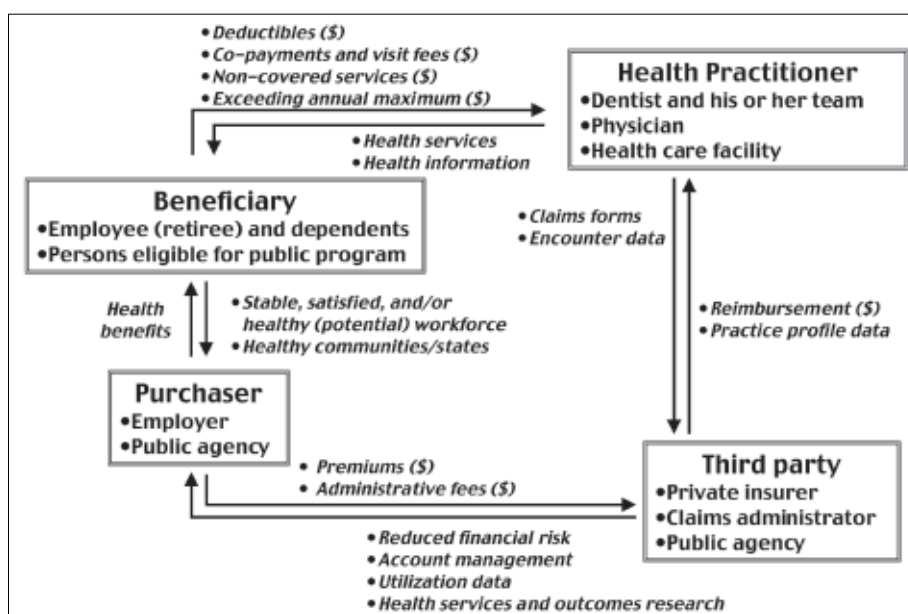 • Deductibles ($)
• Co-payments and visit fees ($)
• Non-covered services ($)
• Exceeding annual maximum ($)
Health Practitioner
•Dentist and his or her team
•Physician
•Health care facility
• Health services
• Health information
Beneficiary
•Employee (retiree) and dependents
•Persons eligible for public program
• Claims forms
• Encounter data
Health
benefits
• Stable, satisfied, and/or
healthy (potential) workforce
• Healthy communities/states
• Reimbursement ($)
• Practice profile data
Purchaser
•Employer
•Public agency
• Premiums ($)
• Administrative fees ($)
Third party
•Private insurer
•Claims administrator
•Public agency
• Reduced financial risk
• Account management
• Utilization data
• Health services and outcomes research